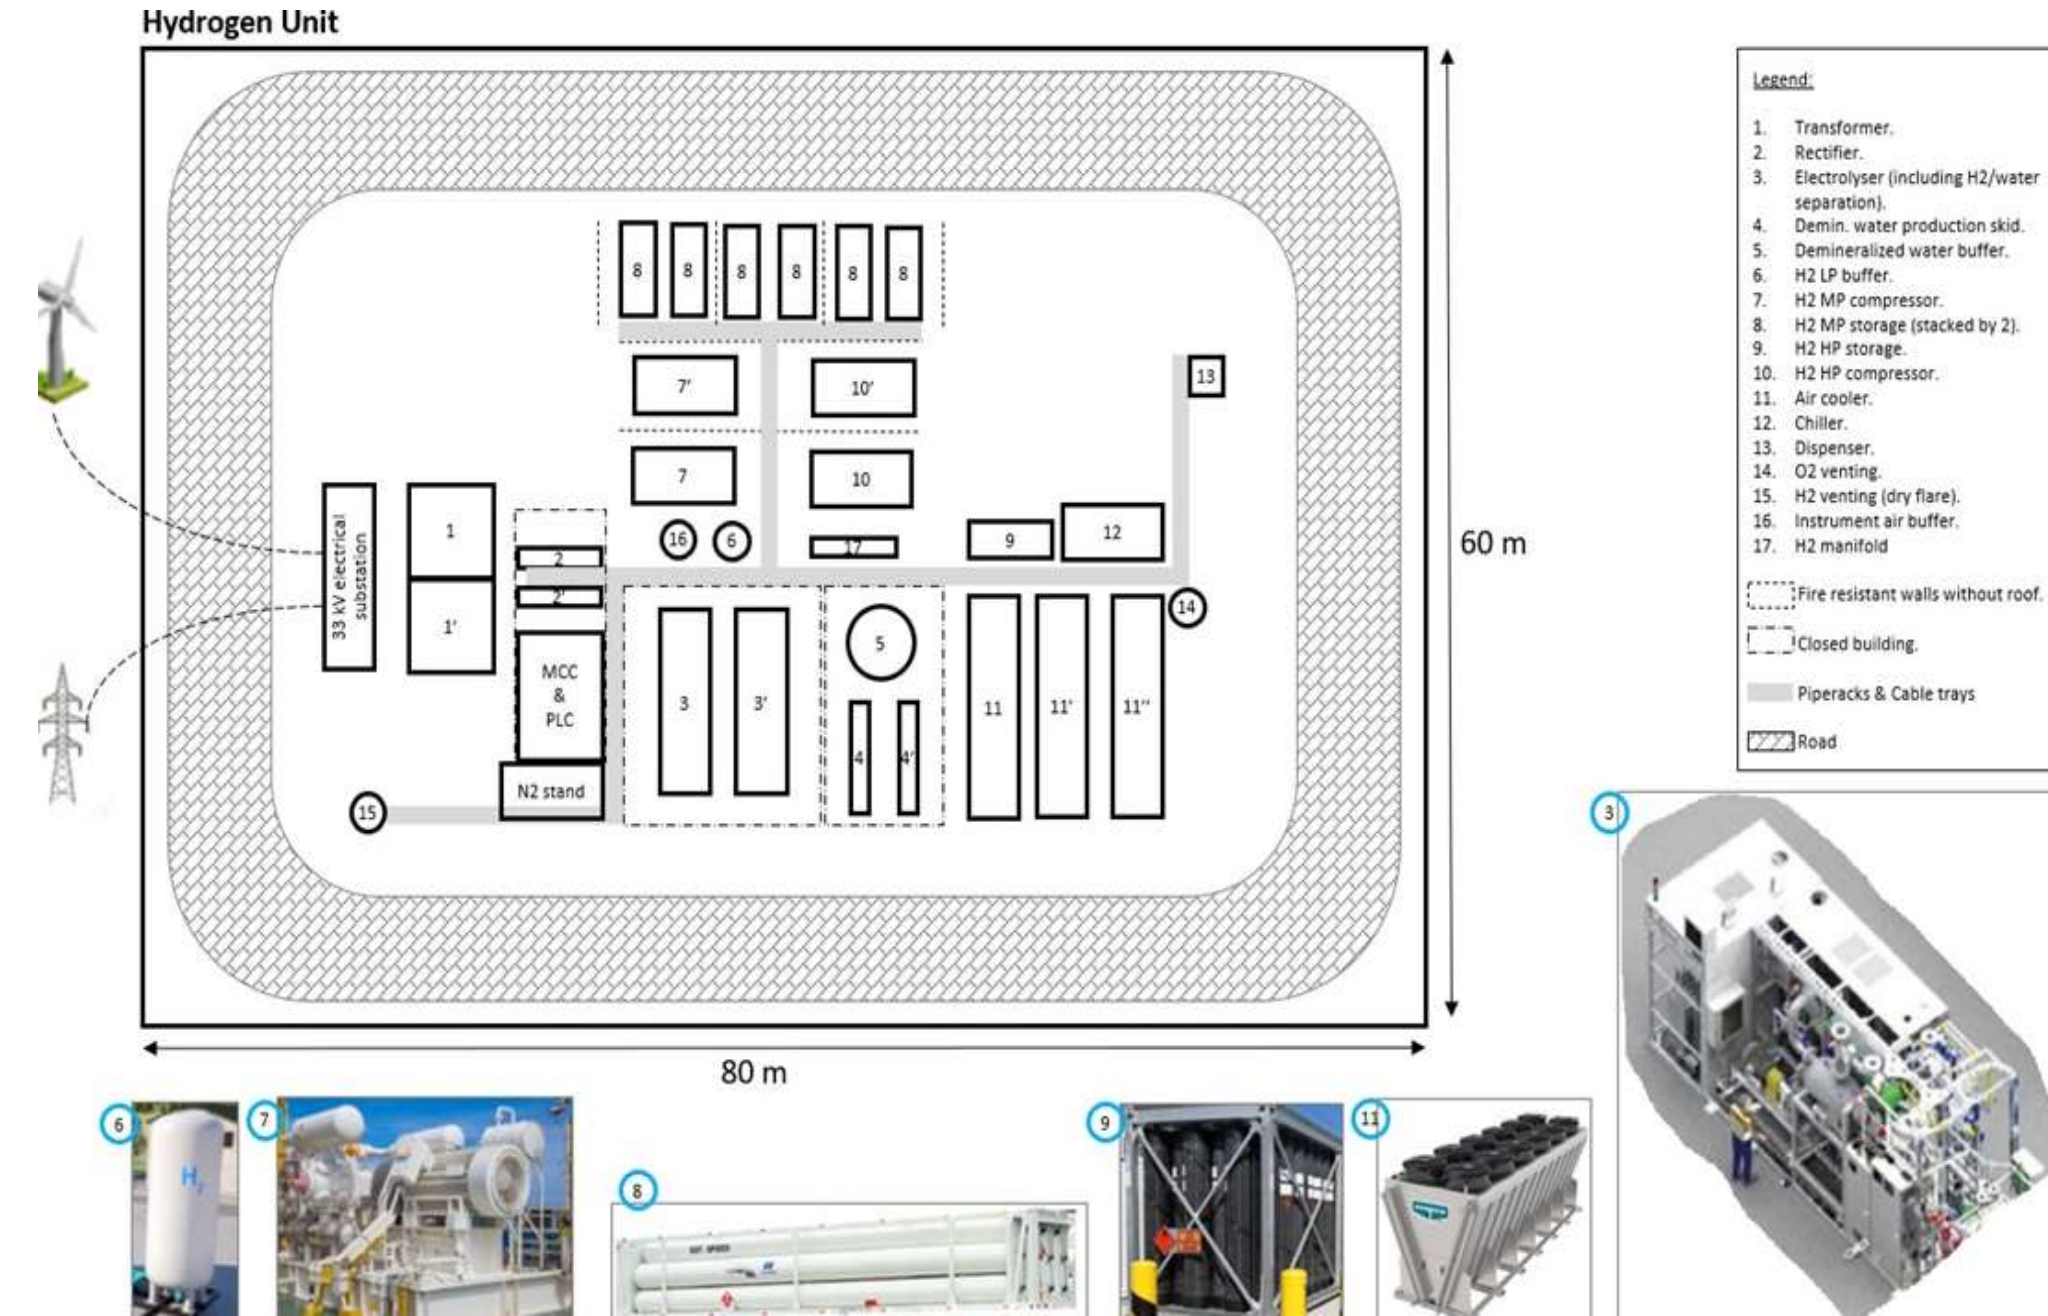 Hydrogen Unit
8 8 8 8 8 8
7' 10' 13
7 10
33 kV electrical
substation
1
1'
16 6 17 9 12
2
2'
14
MCC
&
PLC
3 3' 5 4 4' 11 11' 11''
N2 stand
15
60 m
80 m
Legend:
1. Transformer.
2. Rectifier.
3. Electrolyser (including H2/water
separation).
4. Demin. water production skid.
5. Demineralized water buffer.
6. H2 LP buffer.
7. H2 MP compressor.
8. H2 MP storage (stacked by 2).
9. H2 HP storage.
10. H2 HP compressor.
11. Air cooler.
12. Chiller.
13. Dispenser.
14. O2 venting.
15. H2 venting (dry flare).
16. Instrument air buffer.
17. H2 manifold
Fire resistant walls without roof.
Closed building.
Piperacks & Cable trays
Road
3
6
H2
7
8
9
11